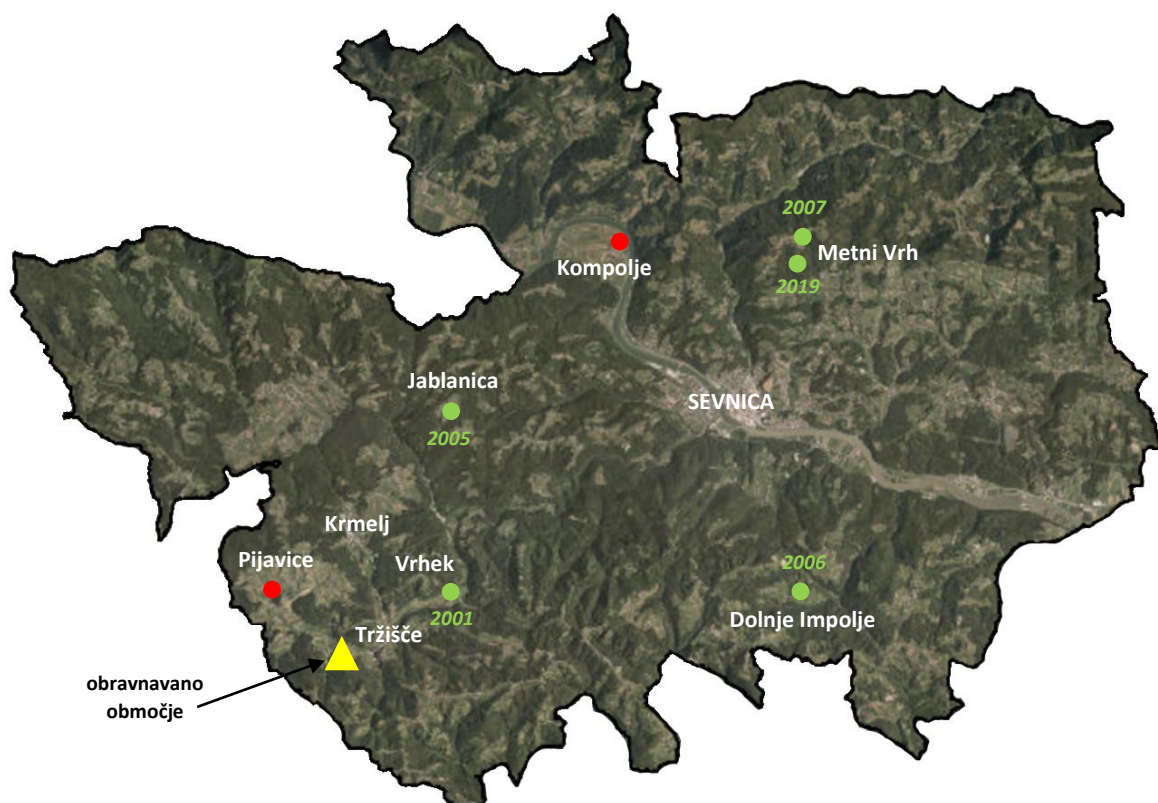 2007
Metni Vrh
Kompolje
2019
Jablanica
SEVNICA
2005
Krmelj
Pijavice
Vrhek
2006
2001
Dolnje Impolje
Tržišče
obravnavano
območje